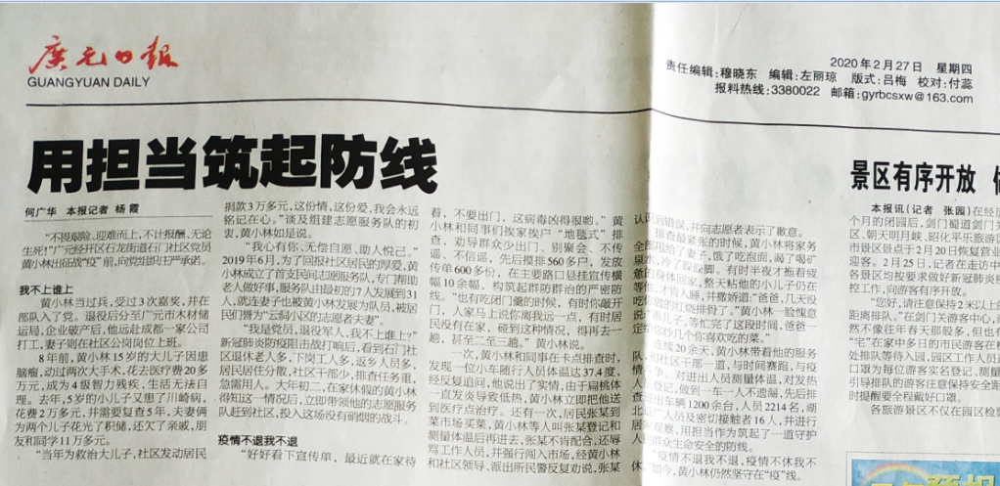 广元日报
GUANGYUAN DAILY
2020年2月27日 星期四
责任编辑:穆晓东 编辑:左丽琼 版式:吕梅 校对:付蕊
报料热线:3380022 邮箱:gyrbcsxw@163.com
用担当筑起防线
何广华 本报记者 杨霞
“不畏艰险、迎难而上,不计报酬、无论
生死!”广元经开区石龙街道石门社区党员
黄小林出征战“疫”前,向党组织庄严承诺。
我不上谁上
黄小林当过兵,受过3次嘉奖,并在
部队入了党。退役后分至广元市木材储
运局,企业破产后,他远赴成都一家公司
打工,妻子则在社区公岗岗位上班。
8年前,黄小林15岁的大儿子因患
脑瘤,动过两次大手术,花去医疗费20多
万元,成为4级智力残疾,生活无法自
理。去年,5岁的小儿子又患了川崎病,
花费2万多元,并需要复查5年,夫妻俩
为两个儿子花光了积储,还欠了亲戚、朋
友和同学11万多元。
“当年为救治大儿子,社区发动居民
捐款3万多元,这份情,这份爱,我会永远
铭记在心。”谈及组建志愿服务队的初
衷,黄小林如是说。
“我心有你、无偿自愿、助人悦己。”
2019年6月,为了回报社区居民的厚爱,黄
小林成立了首支民间志愿服务队,专门帮助
老人做好事,服务队由最初的7人发展到31
人,就连妻子也被黄小林发展为队员,被居
民们誉为“云洞小区的志愿者夫妻”。
“我是党员,退役军人,我不上谁上?”
新冠肺炎防疫阻击战打响后,看到石门社
区退休老人多,下岗工人多,返乡人员多,
居民居住分散,社区干部少,排查任务重,
急需用人。大年初二,在家休假的黄小林
得知这一情况后,立即带领他的志愿服务
队赶到社区,投入这场没有硝烟的战斗。
疫情不退我不退
“好好看下宣传单,最近就在家待
着,不要出门,这病毒凶得很哟。”黄
小林和同事们挨家挨户“地毯式”排
查,劝导群众少出门、别聚会、不传
谣、不信谣,先后摸排560多户,发放
传单600多份,在主要路口悬挂宣传横
幅10余幅,构筑起群防群治的严密防
线。“也有吃闭门羹的时候,有时你敲开
门,人家马上说你离我远一点,有时居
民没有在家,碰到这种情况,得再去一
趟,甚至二至三趟。”黄小林说。
一次,黄小林和同事在卡点查时,
发现一位小车随行人员体温达37.4度,
经反复追问,他说出了实情,由于扁桃体
一直发炎导致低热,黄小林立即把他送
到医疗点治疗。还有一次,居民张某到
菜市场买菜,黄小林等人叫张某登记和
测量体温后再进去,张某不肯配合,还辱
骂工作人员,并强行闯入市场,经黄小林
和社区领导、派出所民警反复劝说,张某
认识到错误,并向志愿者表示了歉意。
排查最紧张的时候,黄小林将家务
全甩给了妻子,饿了吃泡面,渴了喝矿
泉水,冷了跺跺脚。有时半夜才拖着疲
惫的身体回家,整天粘他的小儿子仍在
等他,才肯入睡,并撒娇道:“爸爸,几天没
吃你做的红烧排骨了。”黄小林一脸愧意
说:“乖儿子,等忙完了这段时间,爸爸一
定给你炒几个你喜欢吃的菜。”
连续20余天,黄小林带着他的服务
队,和社区干部一道,与时间赛跑,与疫
情斗争。对进出人员测量体温,对发热
人员登记,做到一车一人不遗漏,先后排
查进出车辆1200余台,人员2214名,湖
北返广人员及密切接触者16人,并进行
居家观察,用担当作为筑起了一道守护
人民群众生命安全的防线。
“疫情不退我不退,疫情不休我不
休。”如今,黄小林仍然坚守在“疫”线。
景区有序开放
本报讯(记者 张园)在经
个月的闭园后,剑门蜀道剑门关
区、朝天明月峡、昭化平乐旅游区
市景区景点于2月20日恢复营业
迎客。2月25日,记者在走访中
各景区均按要求做好新冠肺炎
控工作,向游客有序开放。
“您好,请注意保持2米以上的
距离排队。”在剑门关游客中心,
然不像往年春天那般多,但也有
“宅”在家中多日的市民游客在
处排队等待入园,园区工作人员
口罩为每位游客实名登记、测量
引导排队的游客注意保持安全距
时提醒要全程戴好口罩。
各旅游景区不仅在园区检